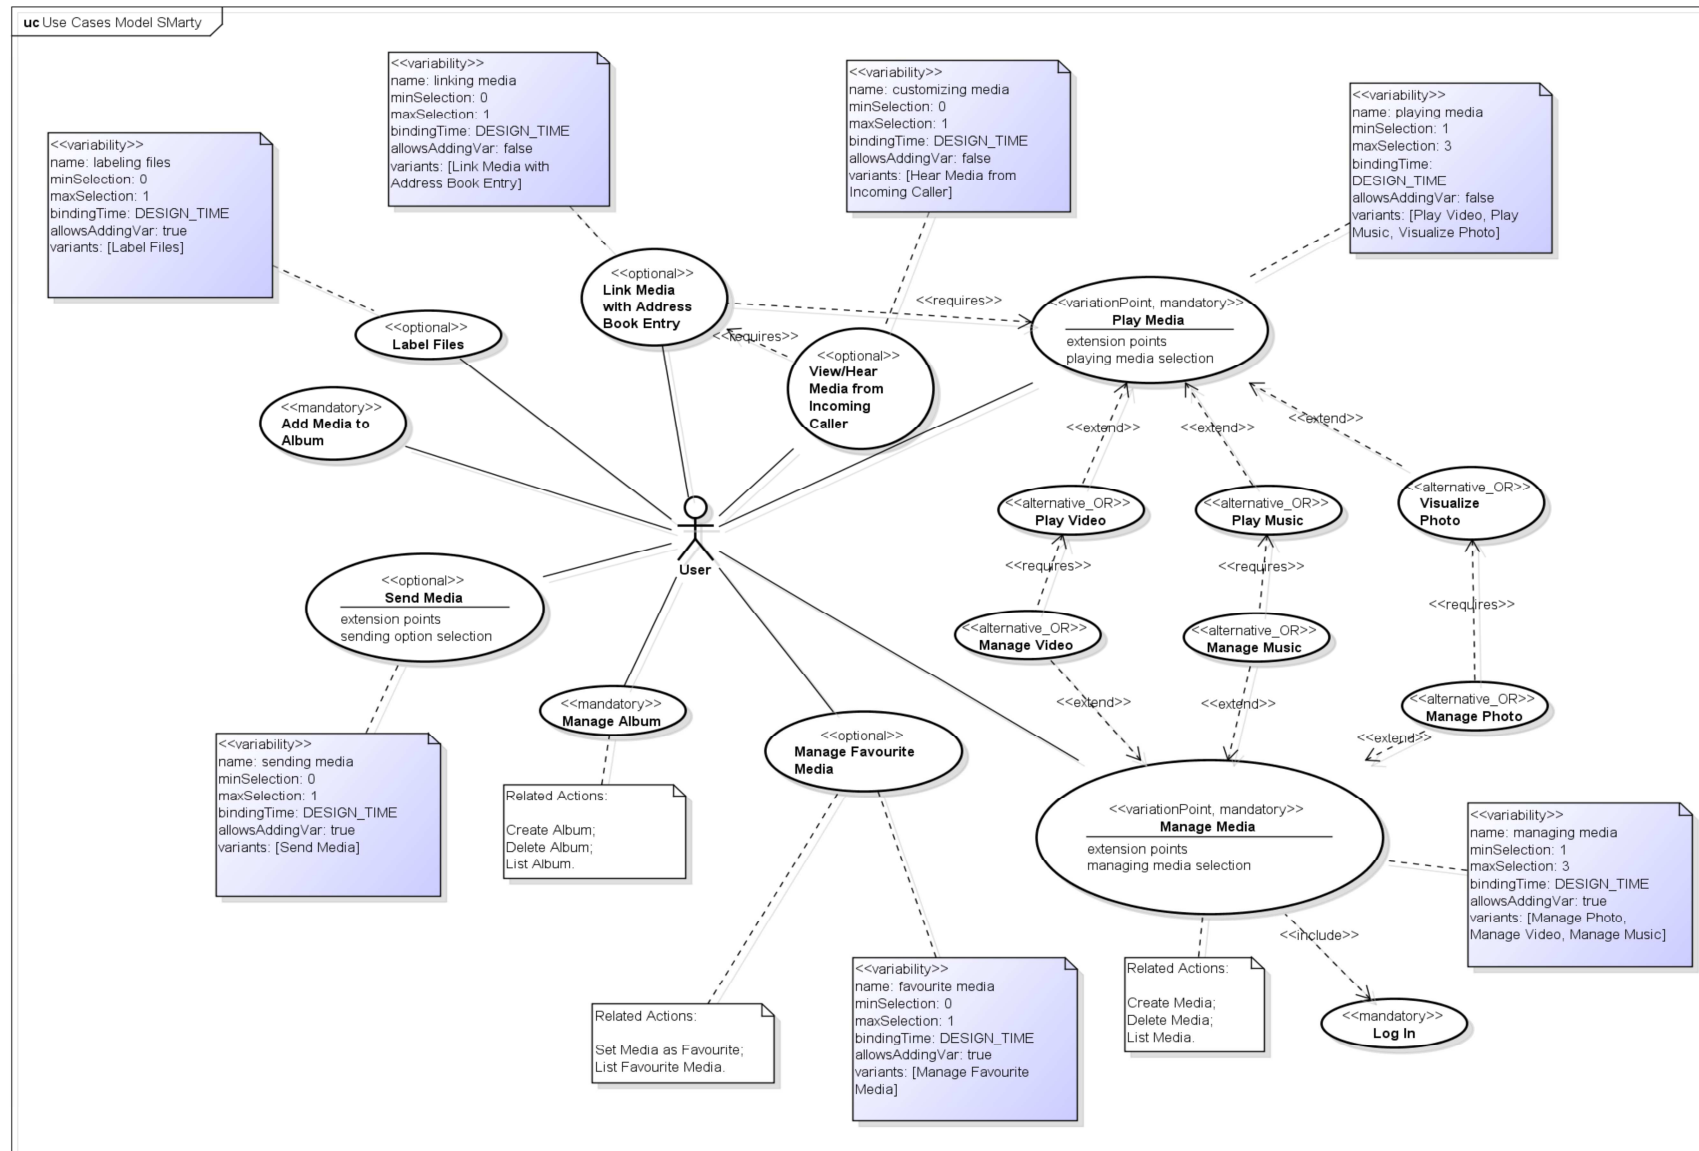 uc Use Cases Model SMarty
<<variability>>
name: linking media
minSelection: 0
maxSelection: 1
bindingTime: DESIGN_TIME
allowsAddingVar: false
variants: [Link Media with
Address Book Entry]
<<variability>>
name: customizing media
minSelection: 0
maxSelection: 1
bindingTime: DESIGN_TIME
allowsAddingVar: false
variants: [Hear Media from
Incoming Caller]
<<variability>>
name: playing media
minSelection: 1
maxSelection: 3
bindingTime:
DESIGN_TIME
allowsAddingVar: false
variants: [Play Video, Play
Music, Visualize Photo]
<<variability>>
name: labeling files
minSelection: 0
maxSelection: 1
bindingTime: DESIGN_TIME
allowsAddingVar: true
variants: [Label Files]
<<optional>>
Link Media
with Address
Book Entry
<<requires>>
<<variationPoint, mandatory>>
Play Media
extension points
playing media selection
<<optional>>
Label Files
<<requires>>
<<optional>>
View/Hear
Media from
Incoming
Caller
<<mandatory>>
Add Media to
Album
<<extend>>
<<extend>>
<<extend>>
<<alternative_OR>>
Play Video
<<alternative_OR>>
Play Music
<<alternative_OR>>
Visualize
Photo
User
<<requires>>
<<requires>>
<<requires>>
<<optional>>
Send Media
extension points
sending option selection
<<alternative_OR>>
Manage Video
<<alternative_OR>>
Manage Music
<<alternative_OR>>
Manage Photo
<<extend>>
<<extend>>
<<extend>>
<<mandatory>>
Manage Album
<<optional>>
Manage Favourite
Media
<<variability>>
name: sending media
minSelection: 0
maxSelection: 1
bindingTime: DESIGN_TIME
allowsAddingVar: true
variants: [Send Media]
Related Actions:
Create Album;
Delete Album;
List Album.
<<variationPoint, mandatory>>
Manage Media
extension points
managing media selection
<<variability>>
name: managing media
minSelection: 1
maxSelection: 3
bindingTime: DESIGN_TIME
allowsAddingVar: true
variants: [Manage Photo,
Manage Video, Manage Music]
<<include>>
Related Actions:
Set Media as Favourite;
List Favourite Media.
<<variability>>
name: favourite media
minSelection: 0
maxSelection: 1
bindingTime: DESIGN_TIME
allowsAddingVar: true
variants: [Manage Favourite
Media]
Related Actions:
Create Media;
Delete Media;
List Media.
<<mandatory>>
Log In